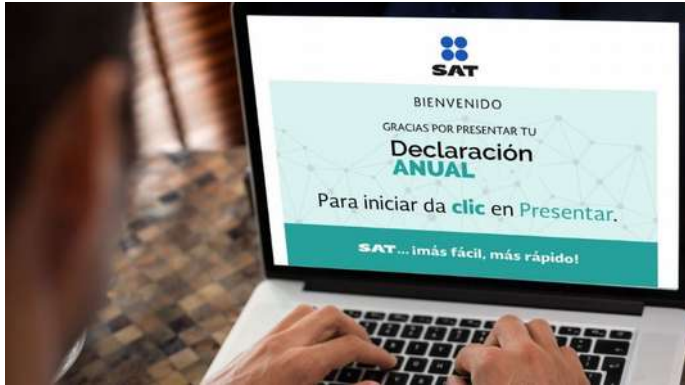 SAT
BIENVENIDO
GRACIAS POR PRESENTAR TU
Declaración
ANUAL
Para iniciar da clic en Presentar.
SAT... ¡más fácil, más rápido!